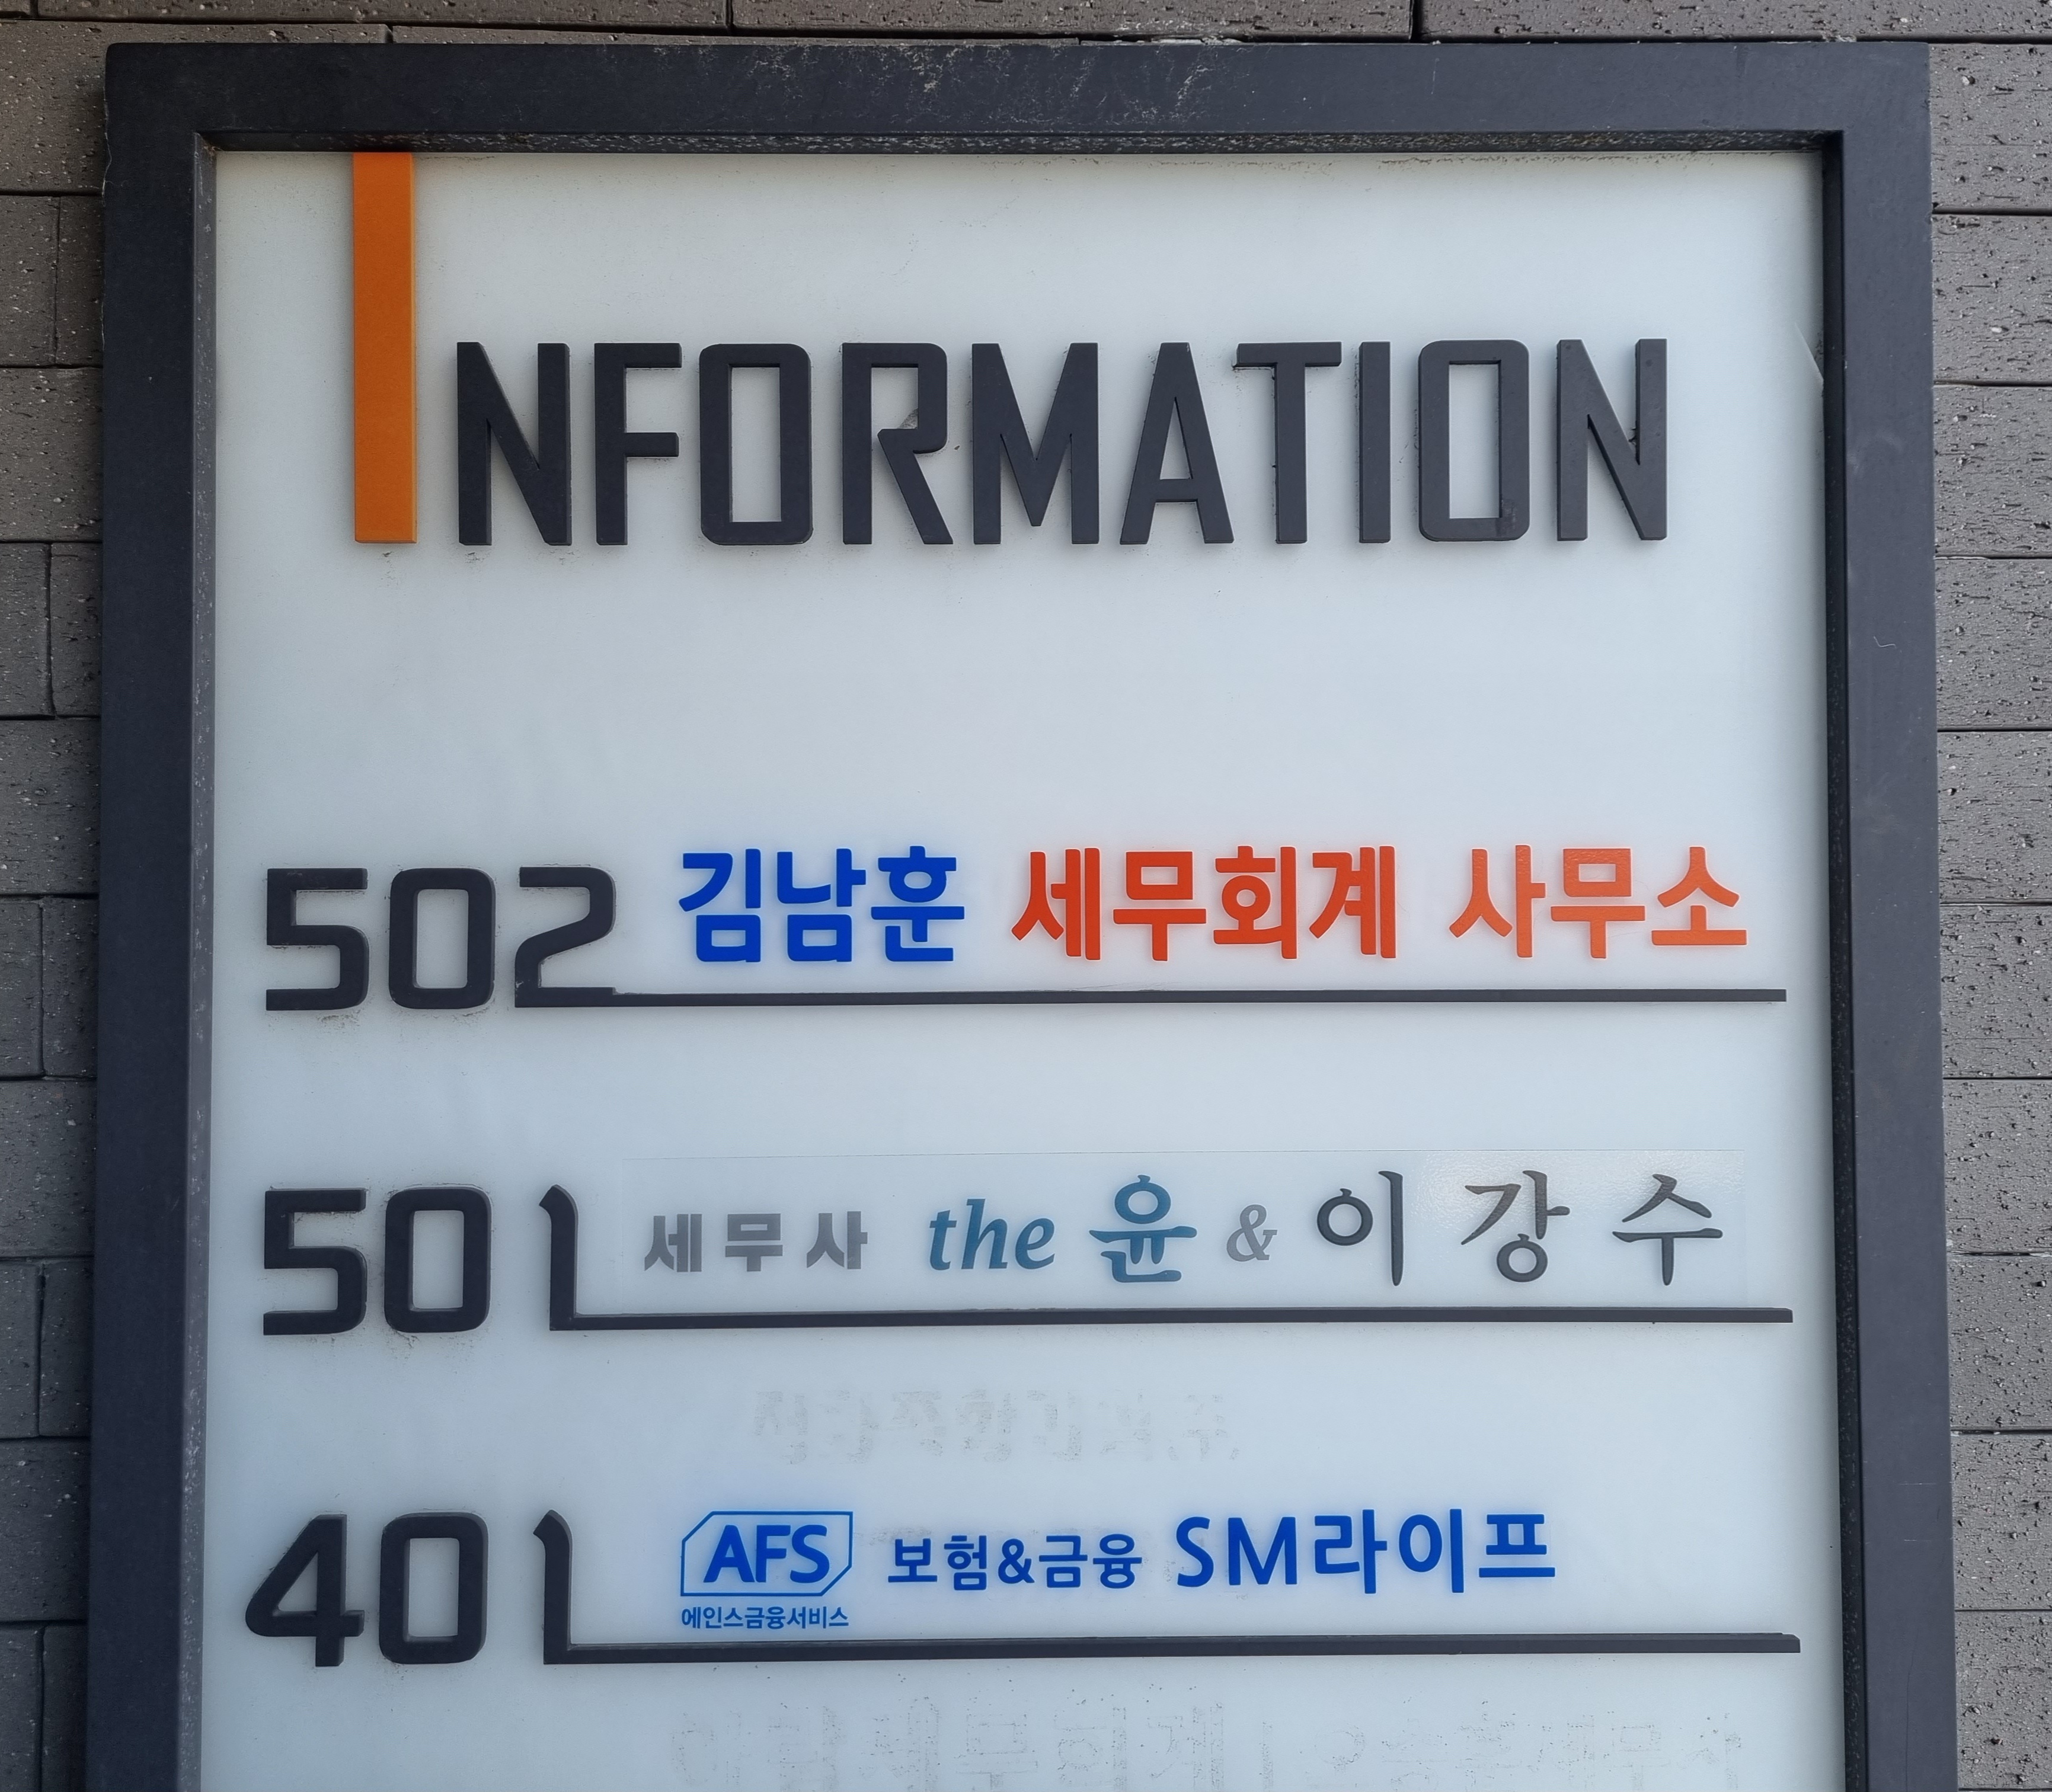 INFORMATION
502 김남훈 세무회계 사무소
501 세무사 the 윤 & 이강수
401 AFS 보험&금융 SM라이프
에인스금융서비스